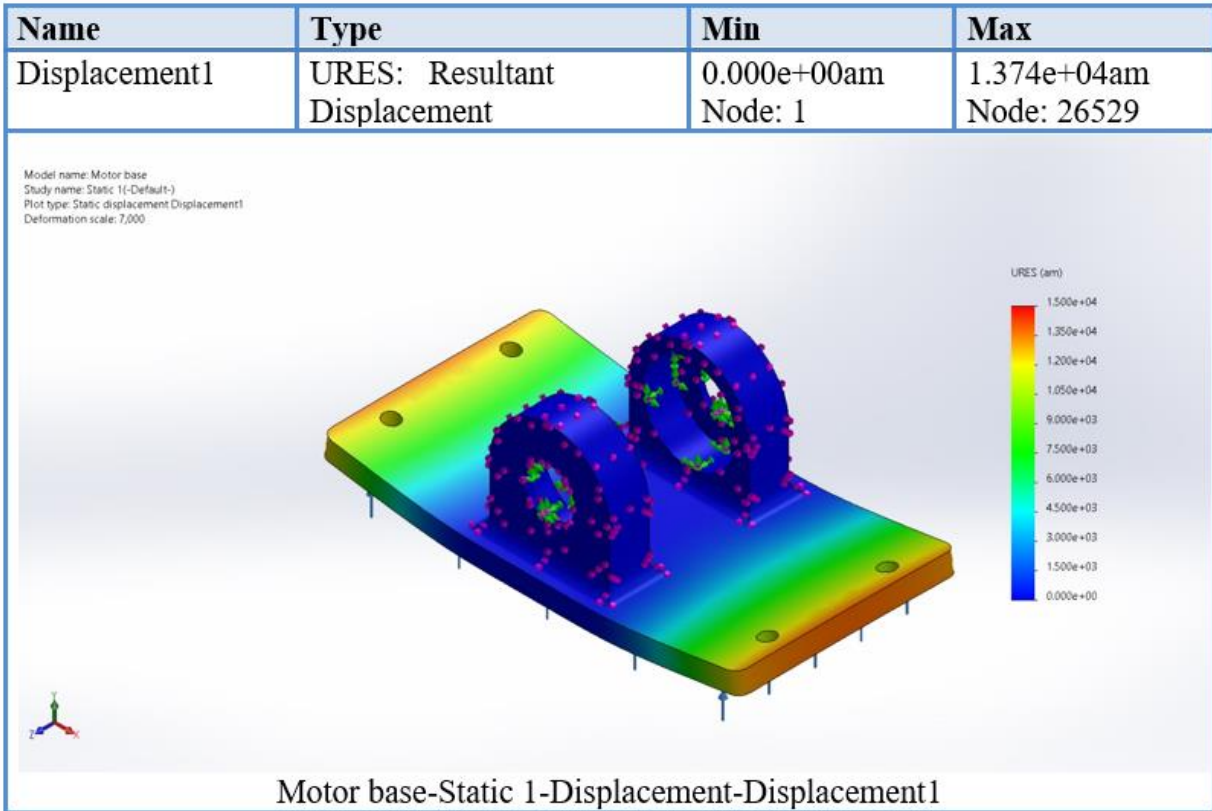 Name Type Min Max
Displacement1 URES: Resultant Displacement 0.000e+00am Node: 1 1.374e+04am Node: 26529
Model name: Motor base
Study name: Static 1(-Default-)
Plot type: Static displacement Displacement1
Deformation scale: 7,000
URES (am)
1.500e+04
1.350e+04
1.200e+04
1.050e+04
9.000e+03
7.500e+03
6.000e+03
4.500e+03
3.000e+03
1.500e+03
0.000e+00
Y
Z
X
Motor base-Static 1-Displacement-Displacement1